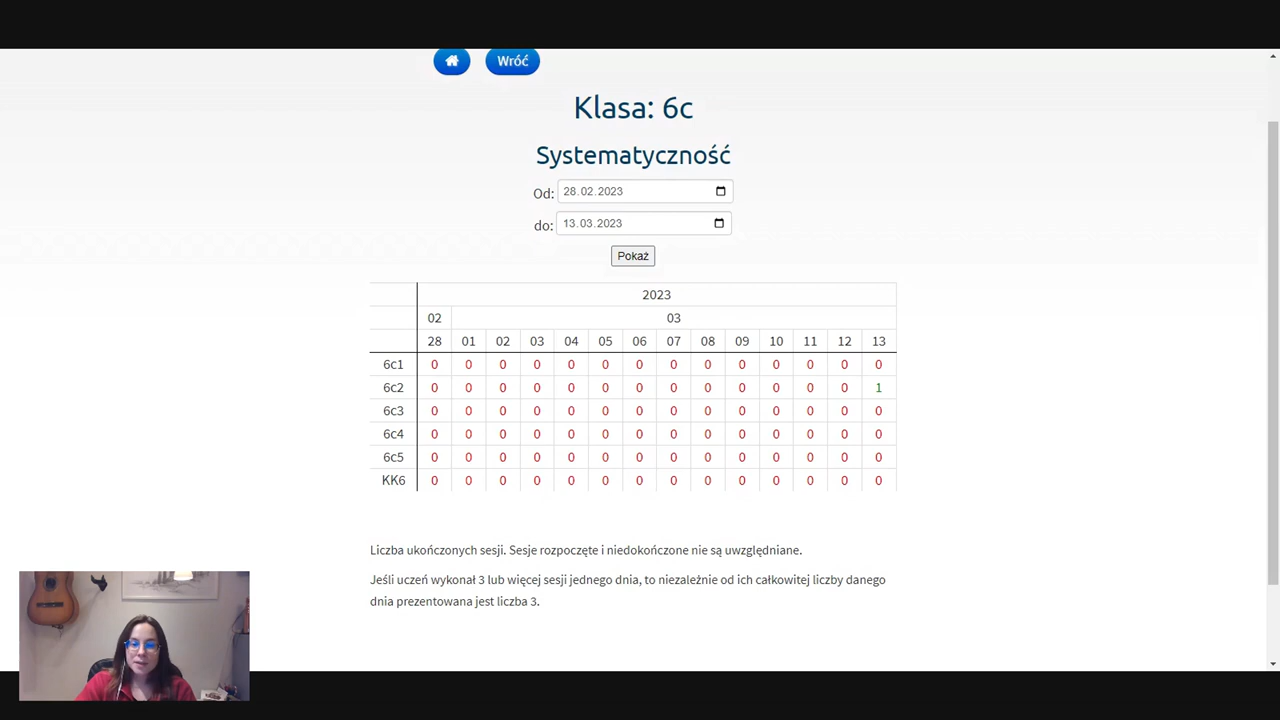 Wróć
Klasa: 6c
Systematyczność
Od: 28.02.2023
do: 13.03.2023
Pokaż
2023
02 03
28 01 02 03 04 05 06 07 08 09 10 11 12 13
6c1 0 0 0 0 0 0 0 0 0 0 0 0 0 0
6c2 0 0 0 0 0 0 0 0 0 0 0 0 0 1
6c3 0 0 0 0 0 0 0 0 0 0 0 0 0 0
6c4 0 0 0 0 0 0 0 0 0 0 0 0 0 0
6c5 0 0 0 0 0 0 0 0 0 0 0 0 0 0
KK6 0 0 0 0 0 0 0 0 0 0 0 0 0 0
Liczba ukończonych sesji. Sesje rozpoczęte i niedokończone nie są uwzględniane.
Jeśli uczeń wykonał 3 lub więcej sesji jednego dnia, to niezależnie od ich całkowitej liczby danego
dnia prezentowana jest liczba 3.